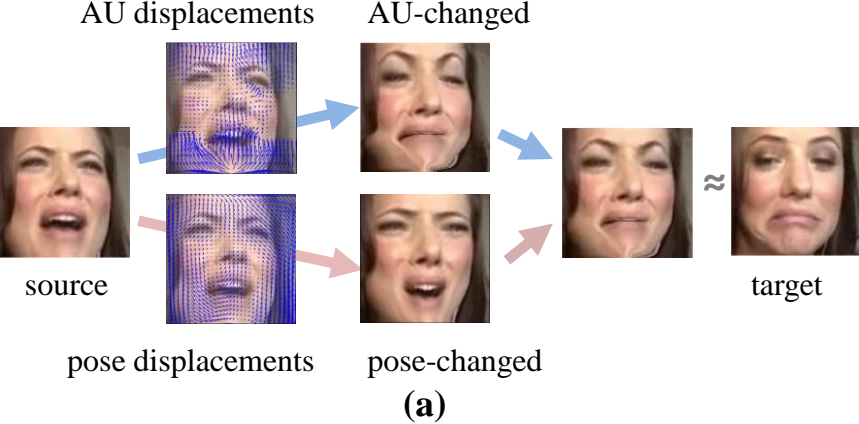 AU displacements
AU-changed
source
≈
target
pose displacements
pose-changed
(a)